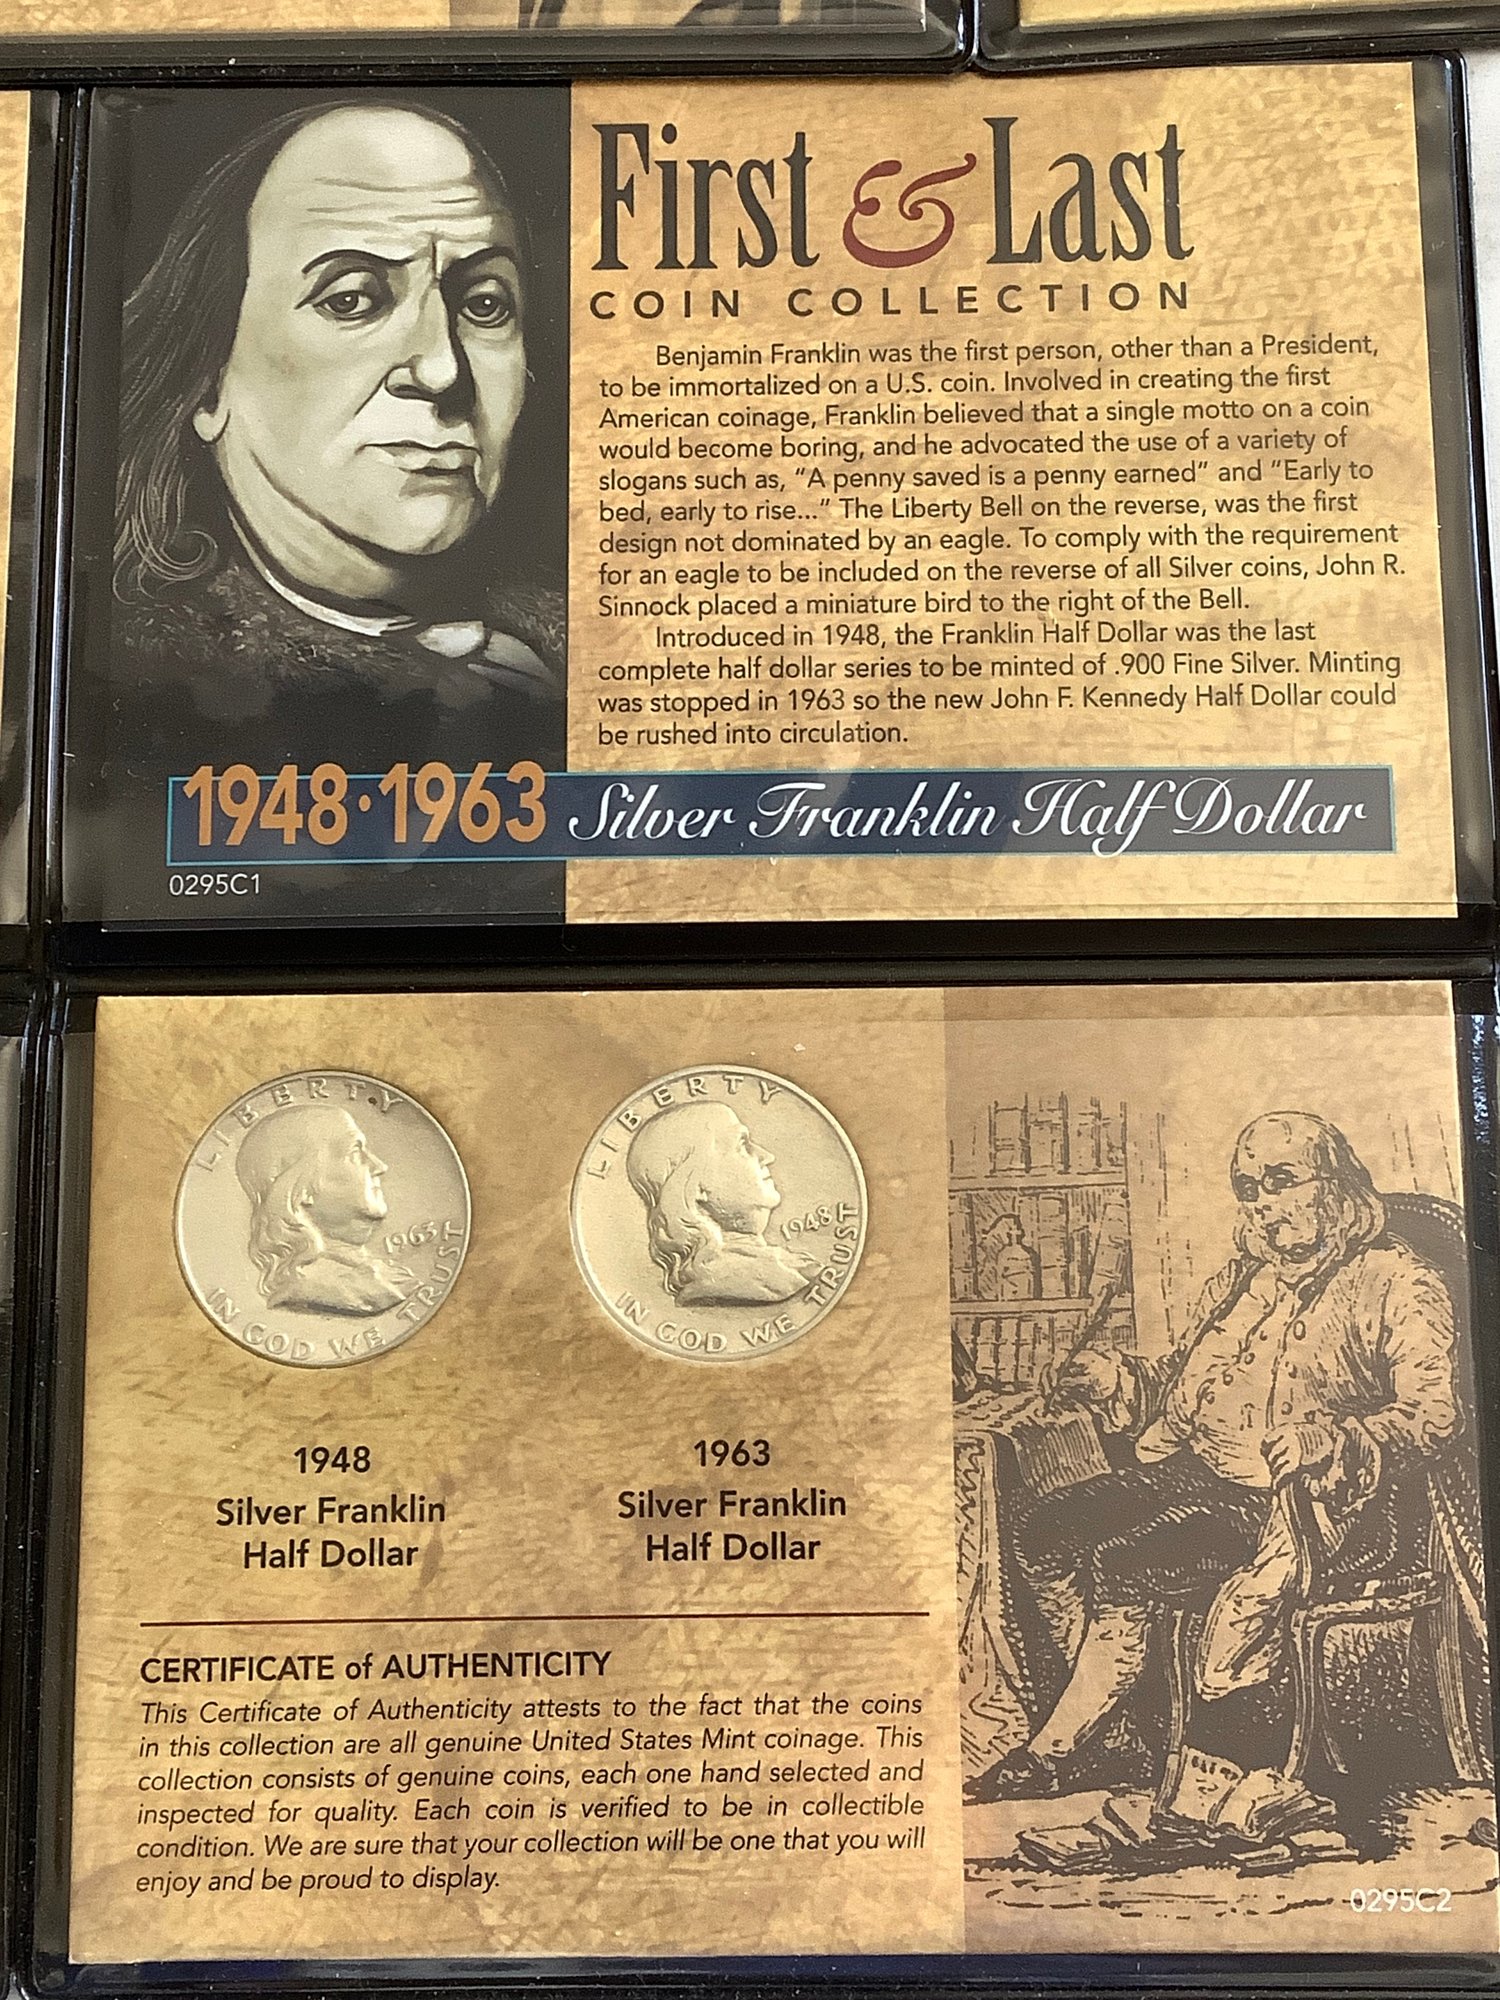 First & Last
COIN COLLECTION
Benjamin Franklin was the first person, other than a President,
to be immortalized on a U.S. coin. Involved in creating the first
American coinage, Franklin believed that a single motto on a coin
would become boring, and he advocated the use of a variety of
slogans such as, "A penny saved is a penny earned" and "Early to
bed, early to rise..." The Liberty Bell on the reverse, was the first
design not dominated by an eagle. To comply with the requirement
for an eagle to be included on the reverse of all Silver coins, John R.
Sinnock placed a miniature bird to the right of the Bell.
Introduced in 1948, the Franklin Half Dollar was the last
complete half dollar series to be minted of .900 Fine Silver. Minting
was stopped in 1963 so the new John F. Kennedy Half Dollar could
be rushed into circulation.
1948·1963 Silver Franklin Half Dollar
0295C1
LIBERTY
1963
IN GOD WE TRUST
LIBERTY
1948
IN GOD WE TRUST
1948
Silver Franklin
Half Dollar
1963
Silver Franklin
Half Dollar
CERTIFICATE of AUTHENTICITY
This Certificate of Authenticity attests to the fact that the coins
in this collection are all genuine United States Mint coinage. This
collection consists of genuine coins, each one hand selected and
inspected for quality. Each coin is verified to be in collectible
condition. We are sure that your collection will be one that you will
enjoy and be proud to display.
0295C2